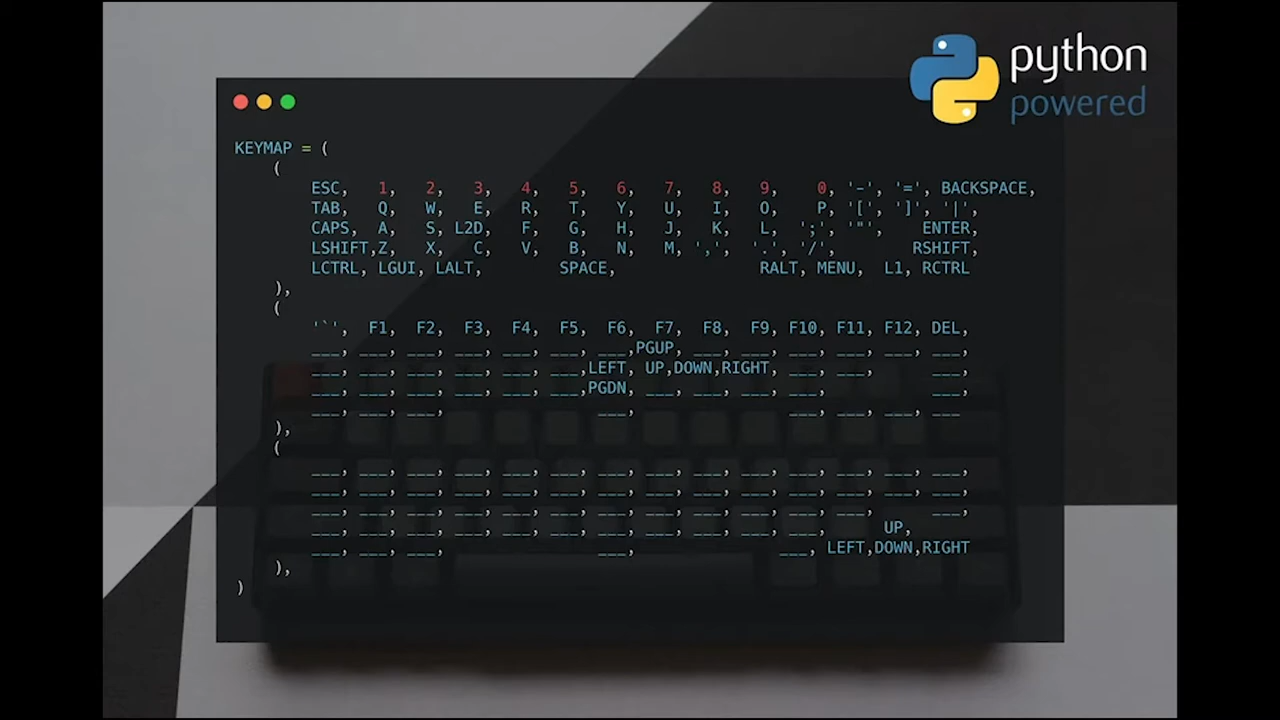 python
powered
KEYMAP = (
(
ESC, 1, 2, 3, 4, 5, 6, 7, 8, 9, 0, '-', '=', BACKSPACE,
TAB, Q, W, E, R, T, Y, U, I, O, P, '[', ']', '|',
CAPS, A, S, L2D, F, G, H, J, K, L, ';', '"', ENTER,
LSHIFT,Z, X, C, V, B, N, M, ',', '.', '/', RSHIFT,
LCTRL, LGUI, LALT, SPACE, RALT, MENU, L1, RCTRL
),
(
'`', F1, F2, F3, F4, F5, F6, F7, F8, F9, F10, F11, F12, DEL,
___, ___, ___, ___, ___, ___, ___,PGUP, ___, ___, ___, ___, ___, ___,
___, ___, ___, ___, ___, ___,LEFT, UP,DOWN,RIGHT, ___, ___, ___,
___, ___, ___, ___, ___, ___,PGDN, ___, ___, ___, ___, ___,
___, ___, ___, ___, ___, ___, ___, ___
),
(
___, ___, ___, ___, ___, ___, ___, ___, ___, ___, ___, ___, ___, ___,
___, ___, ___, ___, ___, ___, ___, ___, ___, ___, ___, ___, ___, ___,
___, ___, ___, ___, ___, ___, ___, ___, ___, ___, ___, ___, ___,
___, ___, ___, ___, ___, ___, ___, ___, ___, ___, ___, UP,
___, ___, ___, ___, ___, LEFT,DOWN,RIGHT
),
)